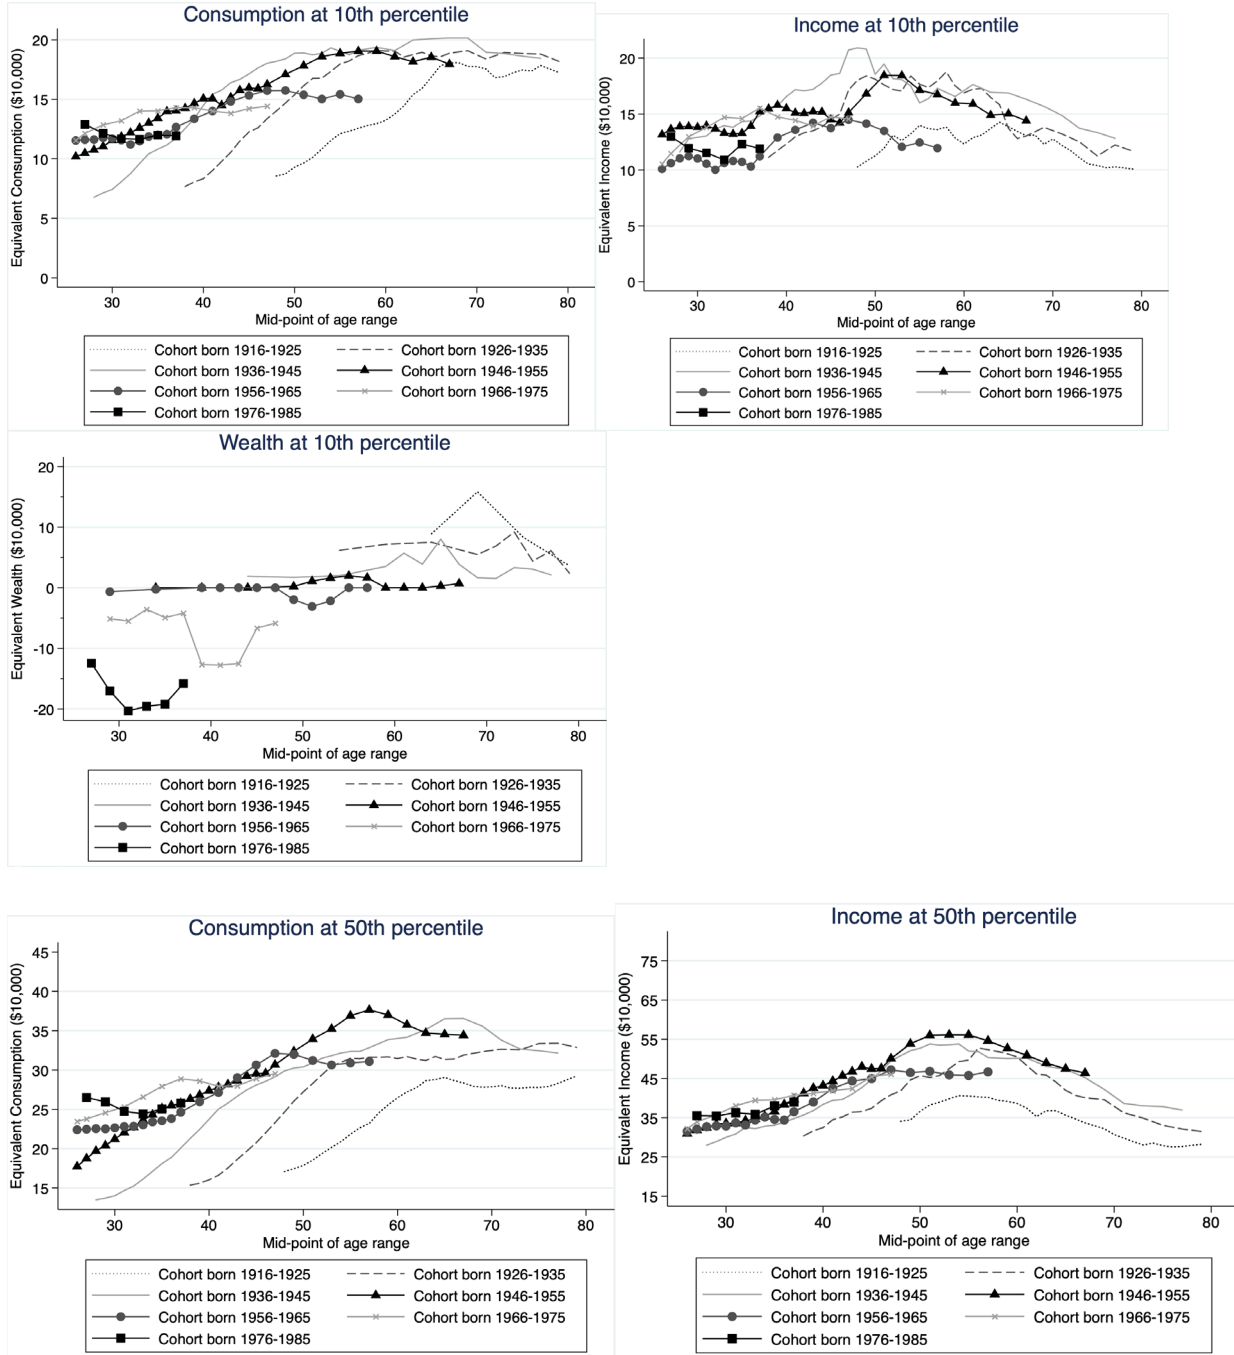 Consumption at 10th percentile
Equivalent Consumption ($10,000)
20
15
10
5
0
30 40 50 60 70 80
Mid-point of age range
Cohort born 1916-1925 Cohort born 1926-1935
Cohort born 1936-1945 Cohort born 1946-1955
Cohort born 1956-1965 Cohort born 1966-1975
Cohort born 1976-1985
Income at 10th percentile
Equivalent Income ($10,000)
20
15
10
5
0
30 40 50 60 70 80
Mid-point of age range
Cohort born 1916-1925 Cohort born 1926-1935
Cohort born 1936-1945 Cohort born 1946-1955
Cohort born 1956-1965 Cohort born 1966-1975
Cohort born 1976-1985
Wealth at 10th percentile
Equivalent Wealth ($10,000)
20
10
0
-10
-20
30 40 50 60 70 80
Mid-point of age range
Cohort born 1916-1925 Cohort born 1926-1935
Cohort born 1936-1945 Cohort born 1946-1955
Cohort born 1956-1965 Cohort born 1966-1975
Cohort born 1976-1985
Consumption at 50th percentile
Equivalent Consumption ($10,000)
45
40
35
30
25
20
15
30 40 50 60 70 80
Mid-point of age range
Cohort born 1916-1925 Cohort born 1926-1935
Cohort born 1936-1945 Cohort born 1946-1955
Cohort born 1956-1965 Cohort born 1966-1975
Cohort born 1976-1985
Income at 50th percentile
Equivalent Income ($10,000)
75
65
55
45
35
25
15
30 40 50 60 70 80
Mid-point of age range
Cohort born 1916-1925 Cohort born 1926-1935
Cohort born 1936-1945 Cohort born 1946-1955
Cohort born 1956-1965 Cohort born 1966-1975
Cohort born 1976-1985